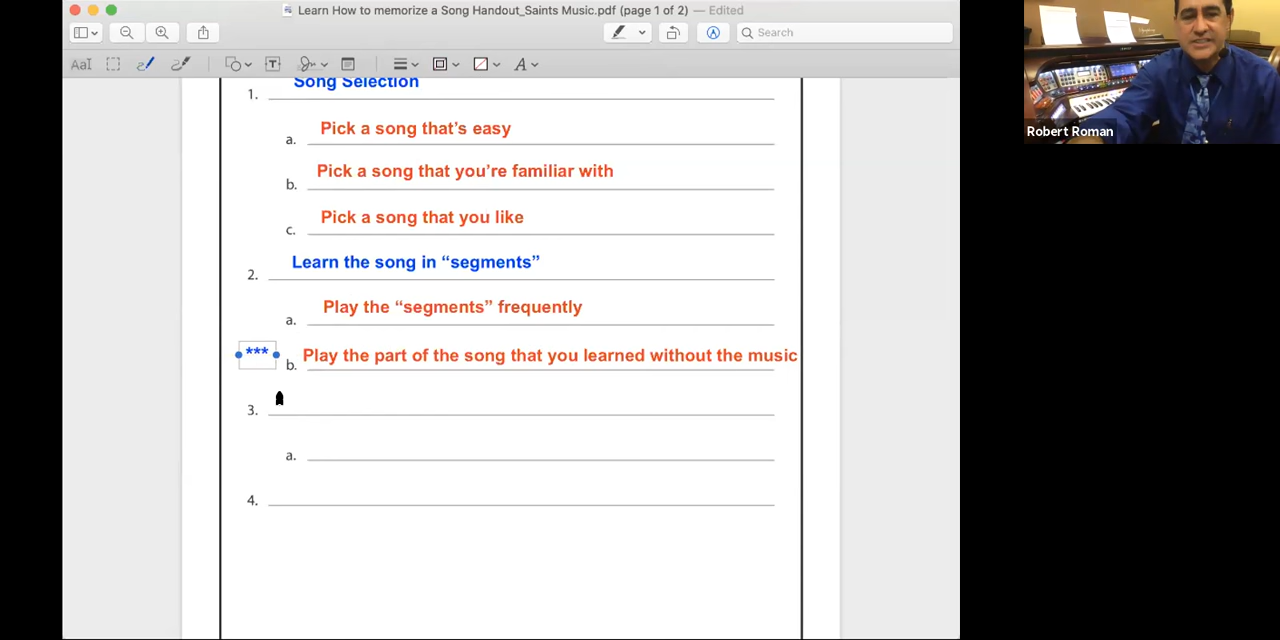 Learn How to memorize a Song Handout_Saints Music.pdf (page 1 of 2) — Edited
Search
AaI
T
A
1. Song Selection
a. Pick a song that's easy
b. Pick a song that you're familiar with
c. Pick a song that you like
2. Learn the song in “segments”
a. Play the “segments” frequently
*** b. Play the part of the song that you learned without the music
3.
a.
4.
Robert Roman